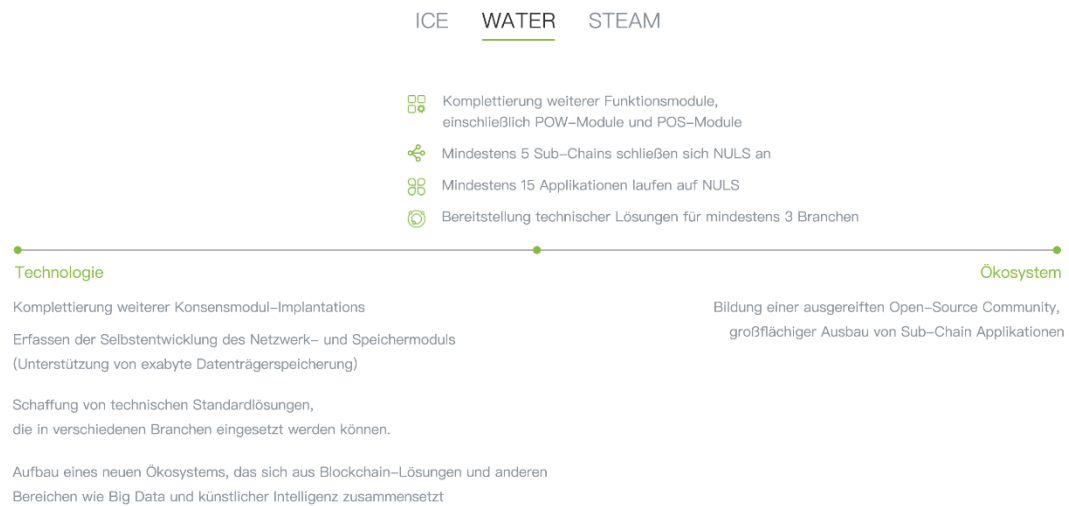 ICE WATER STEAM
Komplettierung weiterer Funktionsmodule,
einschließlich POW-Module und POS-Module
Mindestens 5 Sub-Chains schließen sich NULS an
Mindestens 15 Applikationen laufen auf NULS
Bereitstellung technischer Lösungen für mindestens 3 Branchen
Technologie
Komplettierung weiterer Konsensmodul-Implantations
Erfassen der Selbstentwicklung des Netzwerk- und Speichermoduls
(Unterstützung von exabyte Datenträgerspeicherung)
Schaffung von technischen Standardlösungen,
die in verschiedenen Branchen eingesetzt werden können.
Aufbau eines neuen Ökosystems, das sich aus Blockchain-Lösungen und anderen
Bereichen wie Big Data und künstlicher Intelligenz zusammensetzt
Ökosystem
Bildung einer ausgereiften Open-Source Community,
großflächiger Ausbau von Sub-Chain Applikationen